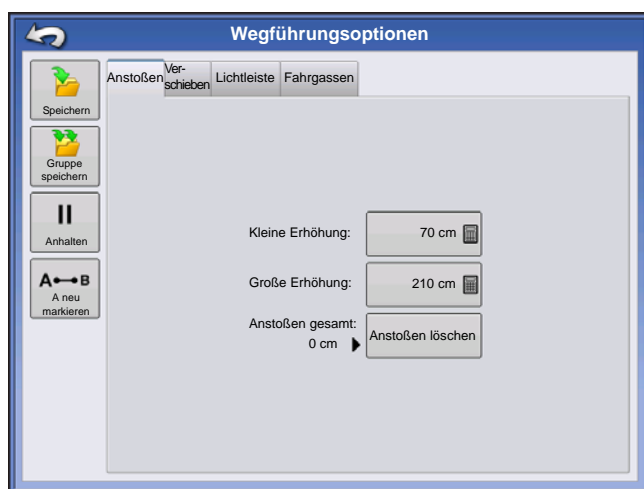 Wegführungsoptionen
Speichern
Gruppe
speichern
Anhalten
A B
A neu
markieren
Anstoßen
Ver-
schieben
Lichtleiste
Fahrgassen
Kleine Erhöhung:
70 cm
Große Erhöhung:
210 cm
Anstoßen gesamt:
0 cm
Anstoßen löschen